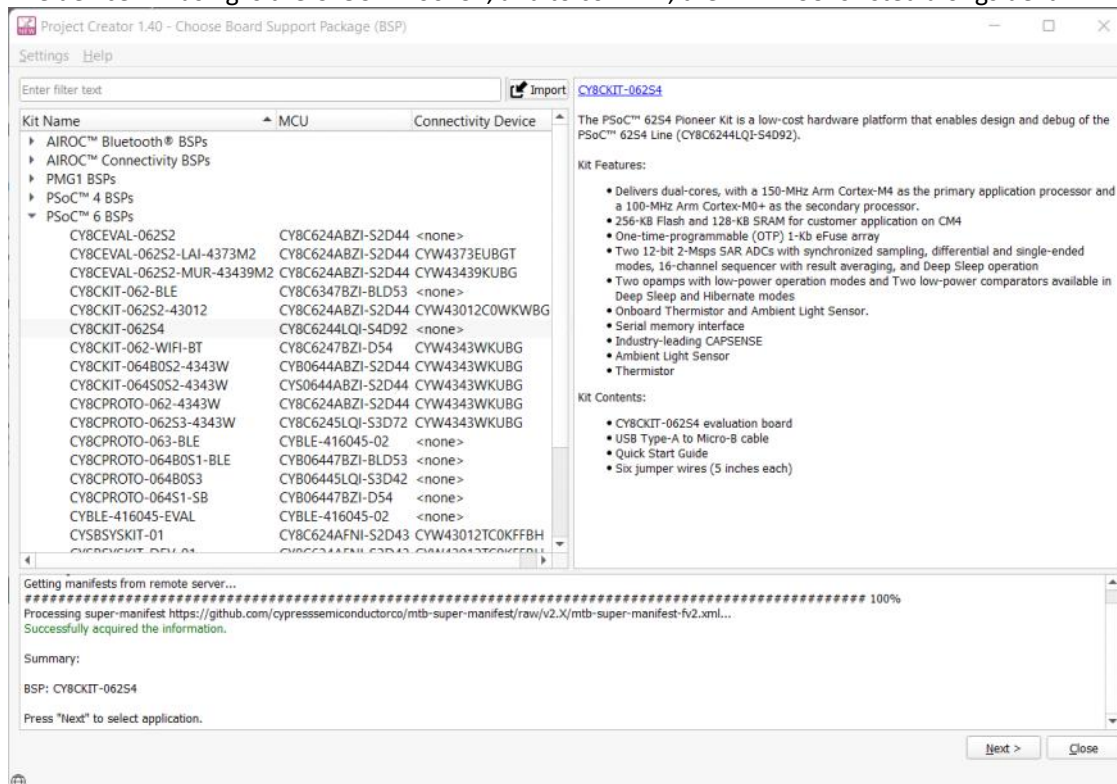 Project Creator 1.40 - Choose Board Support Package (BSP)
Settings Help
Enter filter text
Import
Kit Name MCU Connectivity Device
AIROC™ Bluetooth® BSPs
AIROC™ Connectivity BSPs
PMG1 BSPs
PSoC™ 4 BSPs
PSoC™ 6 BSPs
CY8CEVAL-062S2 CY8C624ABZI-S2D44 <none>
CY8CEVAL-062S2-LAI-4373M2 CY8C624ABZI-S2D44 CYW4373EUBGT
CY8CEVAL-062S2-MUR-43439M2 CY8C624ABZI-S2D44 CYW43439KUBG
CY8CKIT-062-BLE CY8C6347BZI-BLD53 <none>
CY8CKIT-062S2-43012 CY8C624ABZI-S2D44 CYW43012C0WKWBG
CY8CKIT-062S4 CY8C6244LQI-S4D92 <none>
CY8CKIT-062-WIFI-BT CY8C6247BZI-D54 CYW4343WKUBG
CY8CKIT-064B0S2-4343W CYB0644ABZI-S2D44 CYW4343WKUBG
CY8CKIT-064S0S2-4343W CYS0644ABZI-S2D44 CYW4343WKUBG
CY8CPROTO-062-4343W CY8C624ABZI-S2D44 CYW4343WKUBG
CY8CPROTO-062S3-4343W CY8C6245LQI-S3D72 CYW4343WKUBG
CY8CPROTO-063-BLE CYBLE-416045-02 <none>
CY8CPROTO-064B0S1-BLE CYB06447BZI-BLD53 <none>
CY8CPROTO-064B0S3 CYB06445LQI-S3D42 <none>
CY8CPROTO-064S1-SB CYB06447BZI-D54 <none>
CYBLE-416045-EVAL CYBLE-416045-02 <none>
CYSBSYSKIT-01 CY8C624AFNI-S2D43 CYW43012TC0KFFBH
CY8CKIT-062S4
The PSoC™ 62S4 Pioneer Kit is a low-cost hardware platform that enables design and debug of the
PSoC™ 62S4 Line (CY8C6244LQI-S4D92).
Kit Features:
• Delivers dual-cores, with a 150-MHz Arm Cortex-M4 as the primary application processor and
a 100-MHz Arm Cortex-M0+ as the secondary processor.
• 256-KB Flash and 128-KB SRAM for customer application on CM4
• One-time-programmable (OTP) 1-Kb eFuse array
• Two 12-bit 2-Msps SAR ADCs with synchronized sampling, differential and single-ended
modes, 16-channel sequencer with result averaging, and Deep Sleep operation
• Two opamps with low-power operation modes and Two low-power comparators available in
Deep Sleep and Hibernate modes
• Onboard Thermistor and Ambient Light Sensor.
• Serial memory interface
• Industry-leading CAPSENSE
• Ambient Light Sensor
• Thermistor
Kit Contents:
• CY8CKIT-062S4 evaluation board
• USB Type-A to Micro-B cable
• Quick Start Guide
• Six jumper wires (5 inches each)
Getting manifests from remote server...
100%
Processing super-manifest https://github.com/cypresssemiconductorco/mtb-super-manifest/raw/v2.X/mtb-super-manifest-fv2.xml...
Successfully acquired the information.
Summary:
BSP: CY8CKIT-062S4
Press "Next" to select application.
Next > Close